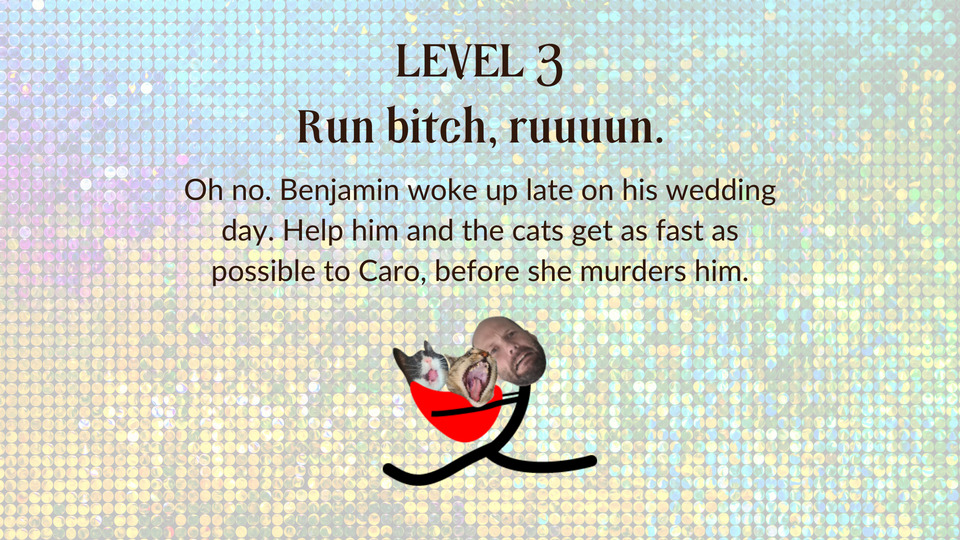 LEVEL 3
Run bitch, ruuuun.
Oh no. Benjamin woke up late on his wedding
day. Help him and the cats get as fast as
possible to Caro, before she murders him.